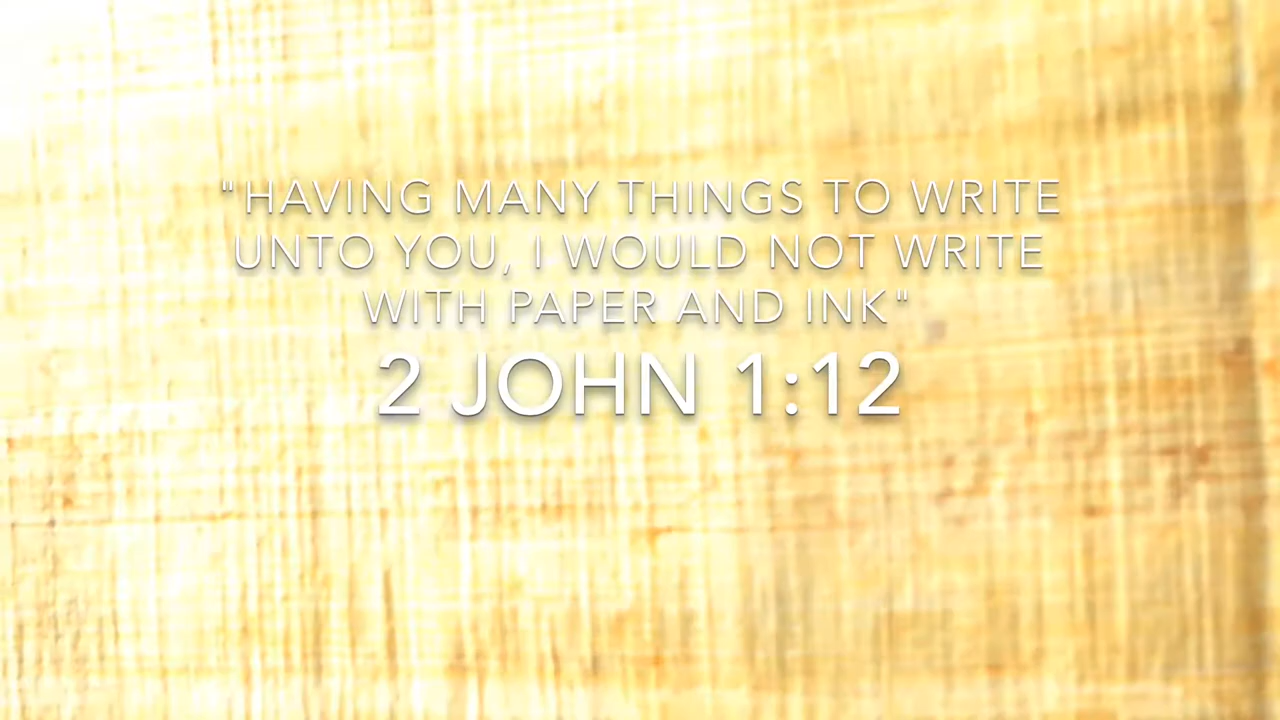 "HAVING MANY THINGS TO WRITE
UNTO YOU, I WOULD NOT WRITE
WITH PAPER AND INK"
2 JOHN 1:12